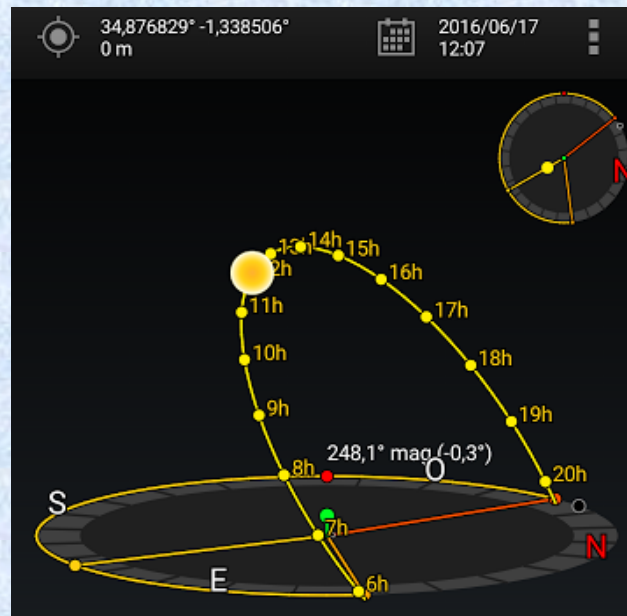 34,876829° -1,338506°
0 m
2016/06/17
12:07
N
14h
15h
16h
11h
17h
10h
18h
9h
19h
248,1° mag (-0,3°)
8h
O
20h
S
7h
N
E
6h